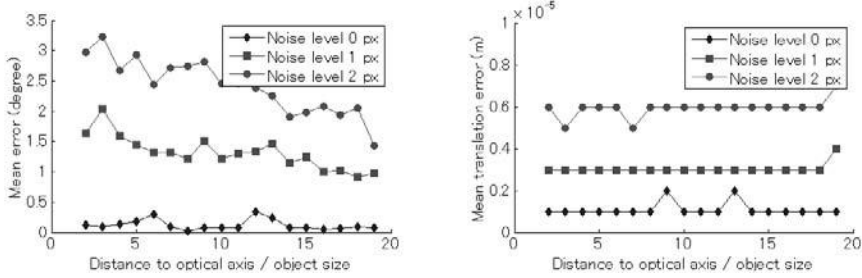 3.5
3
2.5
2
1.5
1
0.5
0
0
5
10
15
20
Mean error (degree)
Distance to optical axis / object size
Noise level 0 px
Noise level 1 px
Noise level 2 px
1 × 10-5
0.8
0.6
0.4
0.2
0
0
5
10
15
20
Mean translation error (m)
Distance to optical axis / object size
Noise level 0 px
Noise level 1 px
Noise level 2 px